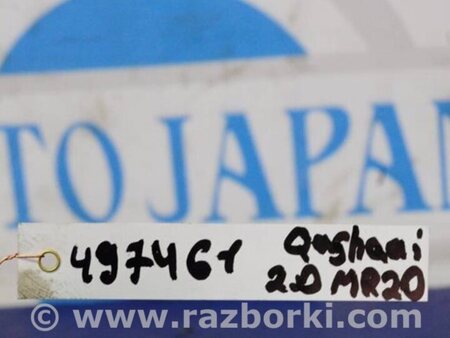 TO JAPAN
497461 Qashqai
2.0 MR20
© www.razborki.com